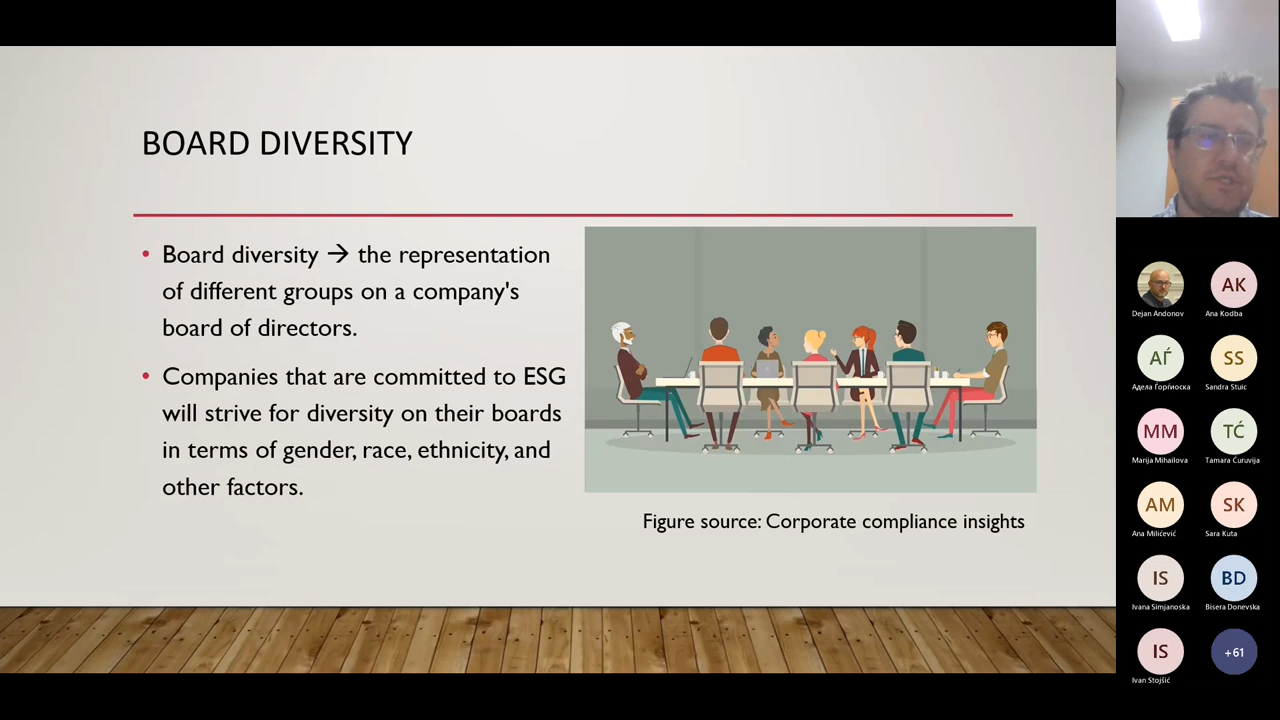 BOARD DIVERSITY
• Board diversity → the representation
of different groups on a company's
board of directors.
• Companies that are committed to ESG
will strive for diversity on their boards
in terms of gender, race, ethnicity, and
other factors.
Figure source: Corporate compliance insights
Dejan Andonov
AK
Ana Kodba
АЃ
Адела Ѓорѓиоска
SS
Sandra Stuic
MM
Marija Mihailova
TĆ
Tamara Ćuruvija
AM
Ana Milićević
SK
Sara Kuta
IS
Ivana Simjanoska
BD
Bisera Donevska
IS
Ivan Stojšić
+61